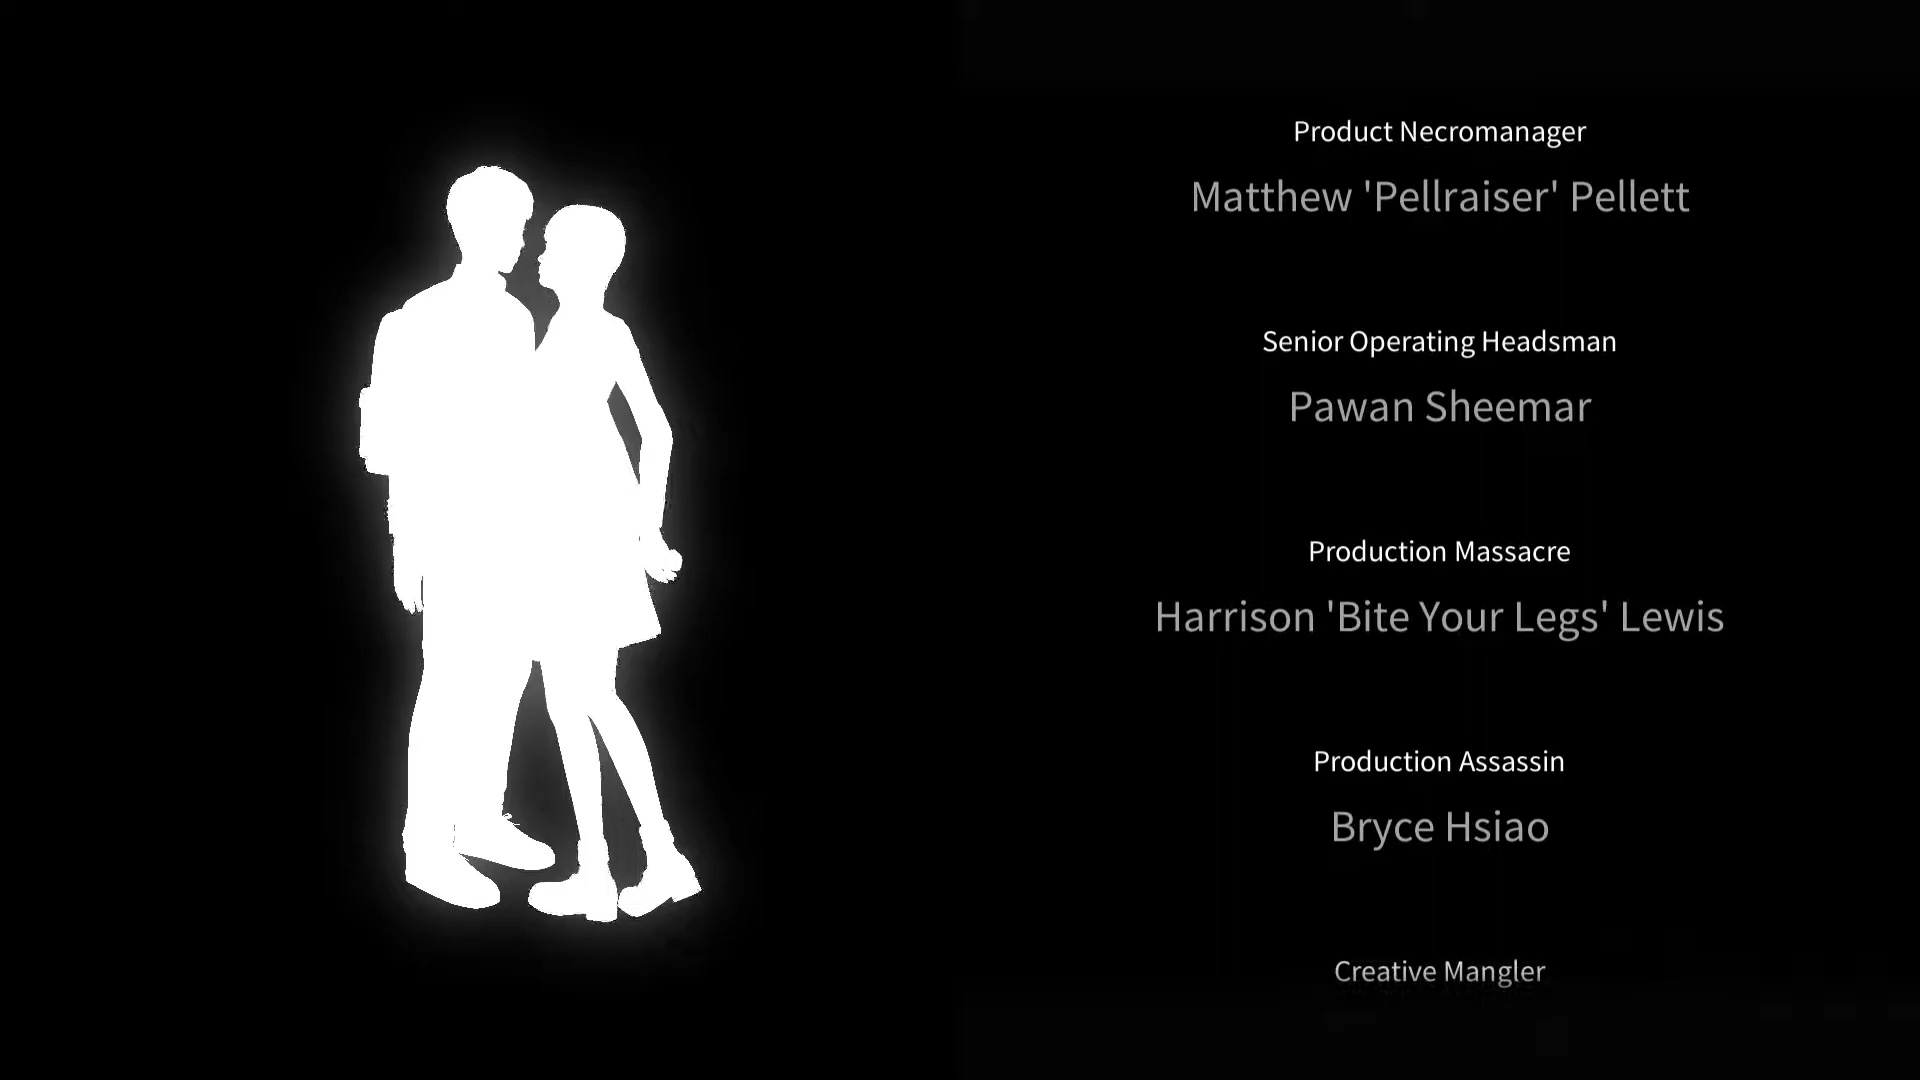 Product Necromanager
Matthew 'Pellraiser' Pellett
Senior Operating Headsman
Pawan Sheemar
Production Massacre
Harrison 'Bite Your Legs' Lewis
Production Assassin
Bryce Hsiao
Creative Mangler